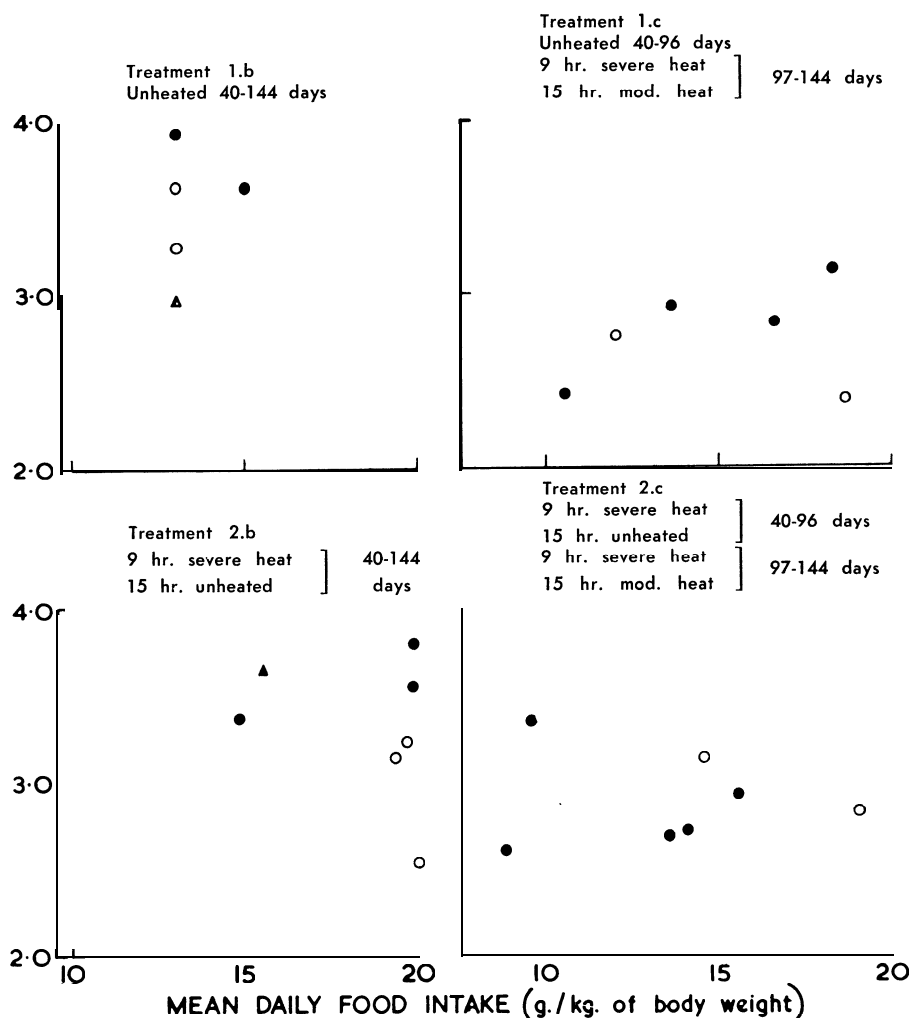 Treatment 1.b
Unheated 40-144 days
Treatment 1.c
Unheated 40-96 days
9 hr. severe heat
15 hr. mod. heat
97-144 days
4·0
3·0
2·0
Treatment 2.b
9 hr. severe heat
15 hr. unheated
40-144
days
Treatment 2.c
9 hr. severe heat
15 hr. unheated
40-96 days
9 hr. severe heat
15 hr. mod. heat
97-144 days
4·0
3·0
2·0
10 15 20 10 15 20
MEAN DAILY FOOD INTAKE (g./kg. of body weight)